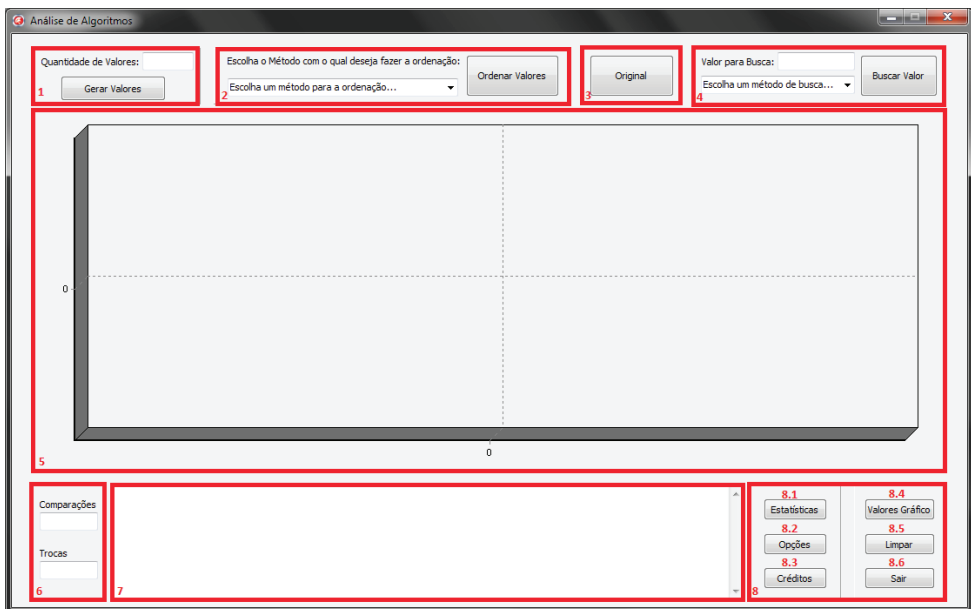 Análise de Algoritmos
Quantidade de Valores:
Gerar Valores
1
Escolha o Método com o qual deseja fazer a ordenação:
Escolha um método para a ordenação...
Ordenar Valores
2
Original
3
Valor para Busca:
Escolha um método de busca...
Buscar Valor
4
0
0
5
Comparações
Trocas
6
7
8.1
Estatísticas
8.2
Opções
8.3
Créditos
8.4
Valores Gráfico
8.5
Limpar
8.6
Sair
8